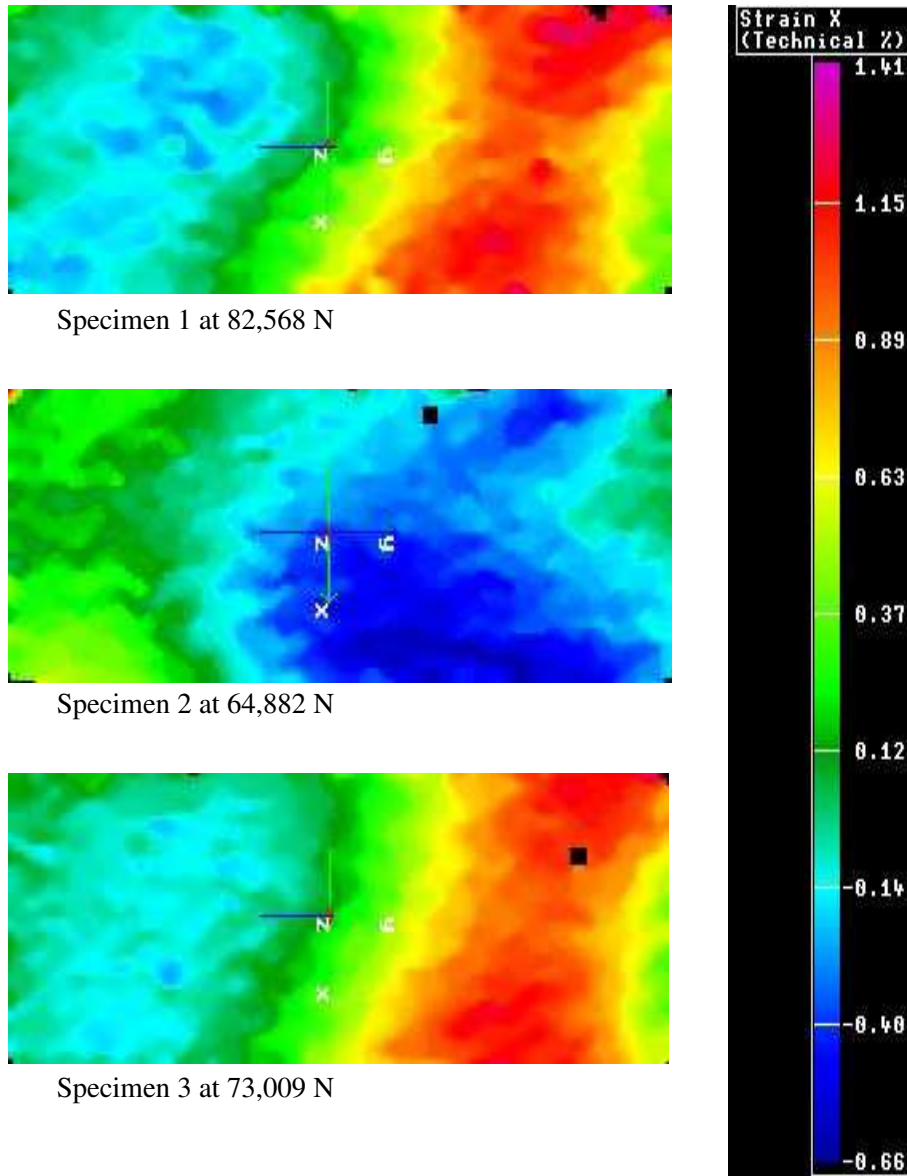 Strain X
(Technical %)
1.41
1.15
0.89
0.63
0.37
0.12
-0.14
-0.40
-0.66
Z
y
X
Specimen 1 at 82,568 N
Z
y
X
Specimen 2 at 64,882 N
Z
y
X
Specimen 3 at 73,009 N